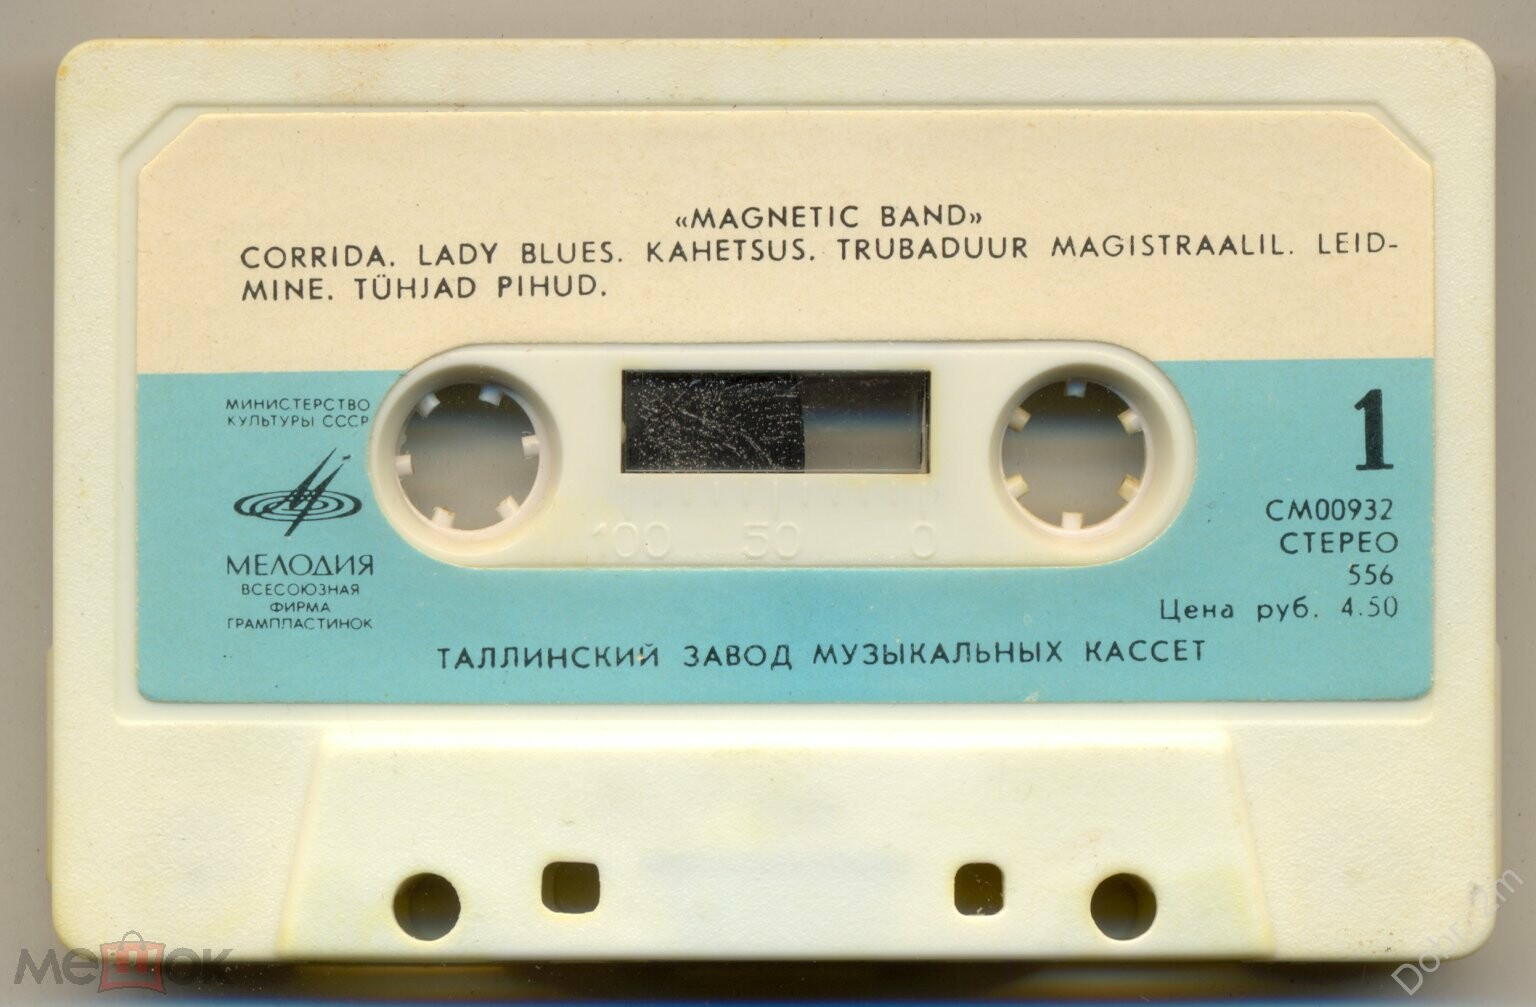 «MAGNETIC BAND»
CORRIDA. LADY BLUES. KAHETSUS. TRUBADUUR MAGISTRAALIL. LEID-
MINE. TÜHJAD PIHUD.
МИНИСТЕРСТВО
КУЛЬТУРЫ СССР
МЕЛОДИЯ
ВСЕСОЮЗНАЯ
ФИРМА
ГРАМПЛАСТИНОК
100 50 0
1
СМ00932
СТЕРЕО
556
Цена руб. 4.50
ТАЛЛИНСКИЙ ЗАВОД МУЗЫКАЛЬНЫХ КАССЕТ
мешок